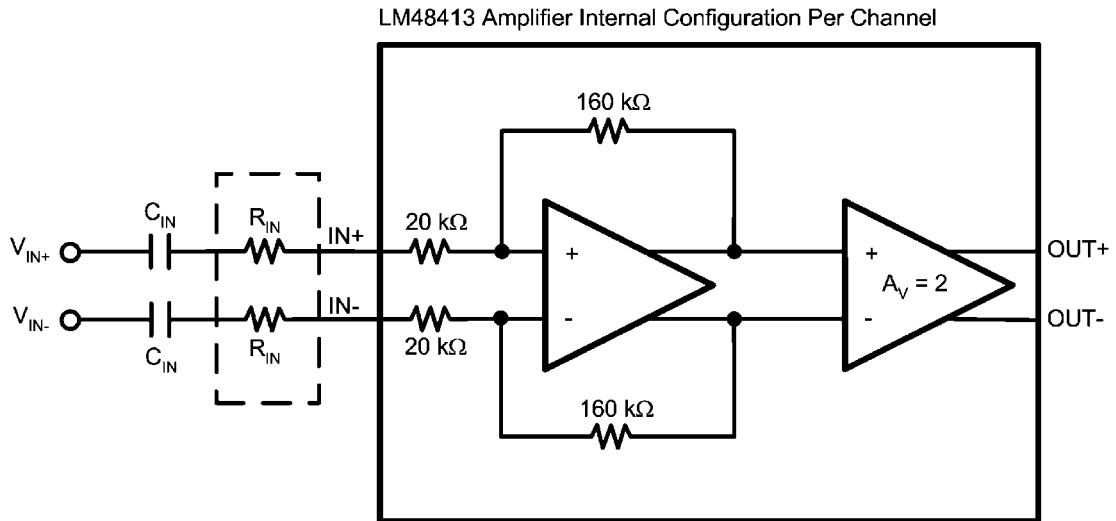 LM48413 Amplifier Internal Configuration Per Channel
160 kΩ
C_IN
R_IN
IN+
20 kΩ
V_IN+
+
+
OUT+
A_V = 2
V_IN-
IN-
-
-
OUT-
C_IN
R_IN
20 kΩ
160 kΩ